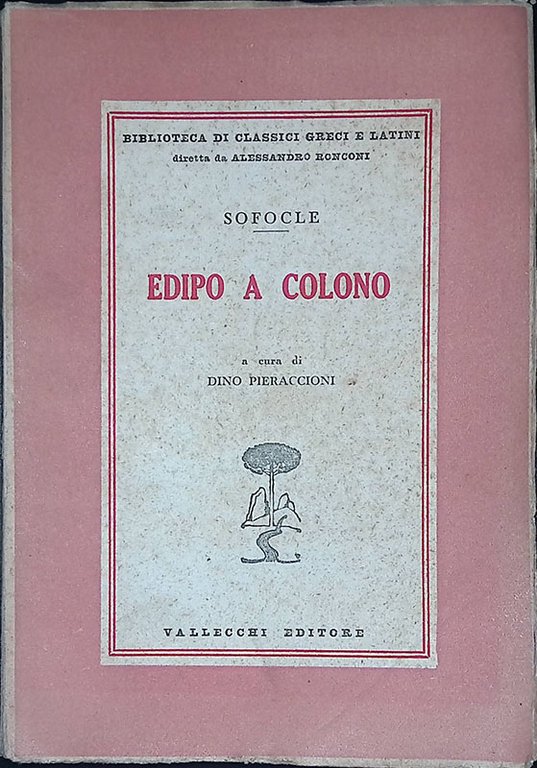 BIBLIOTECA DI CLASSICI GRECI E LATINI
diretta da ALESSANDRO RONCONI
SOFOCLE
EDIPO A COLONO
a cura di
DINO PIERACCIONI
VALLECCHI EDITORE